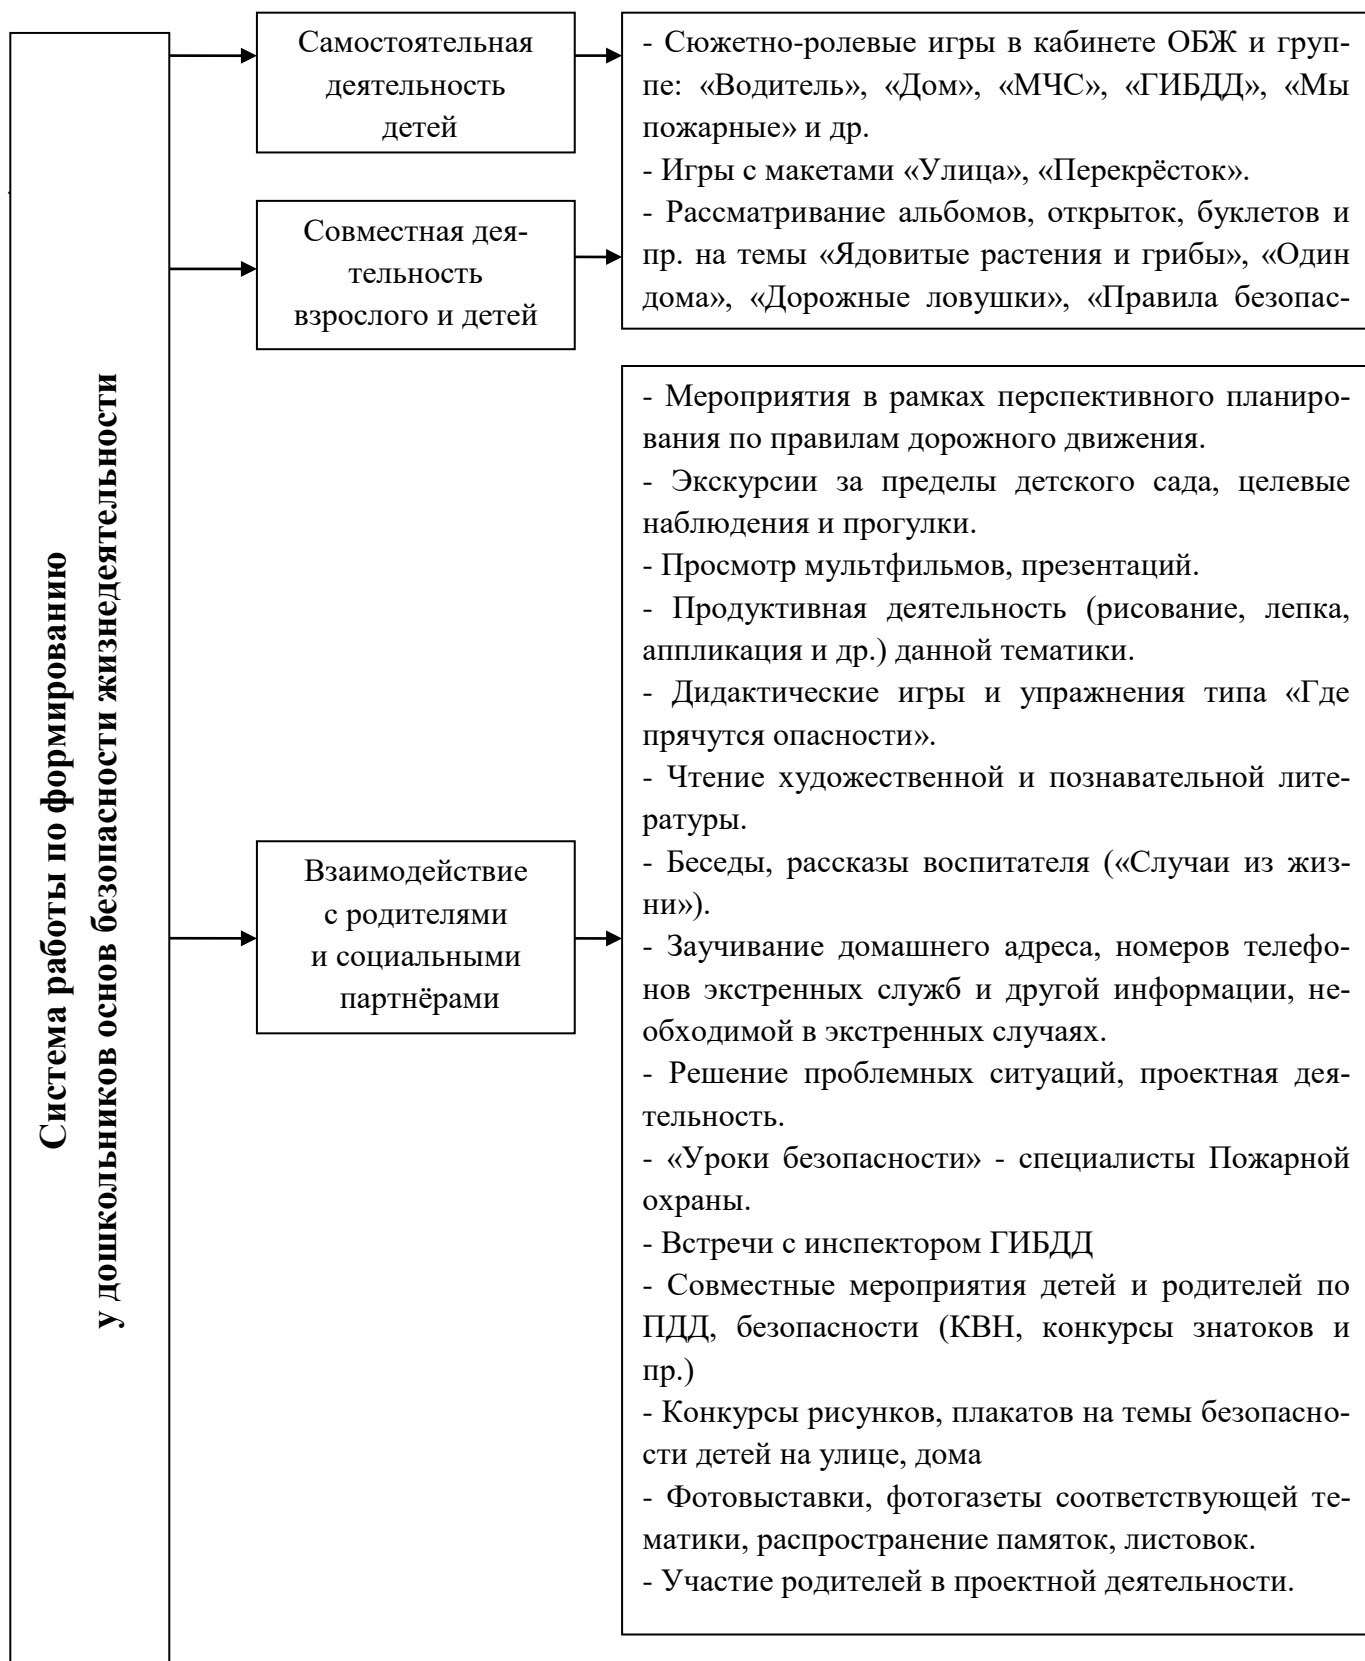 Система работы по формированию
у дошкольников основ безопасности жизнедеятельности
Самостоятельная
деятельность
детей
Совместная дея-
тельность
взрослого и детей
Взаимодействие
с родителями
и социальными
партнёрами
- Сюжетно-ролевые игры в кабинете ОБЖ и груп-
пе: «Водитель», «Дом», «МЧС», «ГИБДД», «Мы
пожарные» и др.
- Игры с макетами «Улица», «Перекрёсток».
- Рассматривание альбомов, открыток, буклетов и
пр. на темы «Ядовитые растения и грибы», «Один
дома», «Дорожные ловушки», «Правила безопас-
- Мероприятия в рамках перспективного планиро-
вания по правилам дорожного движения.
- Экскурсии за пределы детского сада, целевые
наблюдения и прогулки.
- Просмотр мультфильмов, презентаций.
- Продуктивная деятельность (рисование, лепка,
аппликация и др.) данной тематики.
- Дидактические игры и упражнения типа «Где
прячутся опасности».
- Чтение художественной и познавательной лите-
ратуры.
- Беседы, рассказы воспитателя («Случаи из жиз-
ни»).
- Заучивание домашнего адреса, номеров телефо-
нов экстренных служб и другой информации, не-
обходимой в экстренных случаях.
- Решение проблемных ситуаций, проектная дея-
тельность.
- «Уроки безопасности» - специалисты Пожарной
охраны.
- Встречи с инспектором ГИБДД
- Совместные мероприятия детей и родителей по
ПДД, безопасности (КВН, конкурсы знатоков и
пр.)
- Конкурсы рисунков, плакатов на темы безопасно-
сти детей на улице, дома
- Фотовыставки, фотогазеты соответствующей те-
матики, распространение памяток, листовок.
- Участие родителей в проектной деятельности.